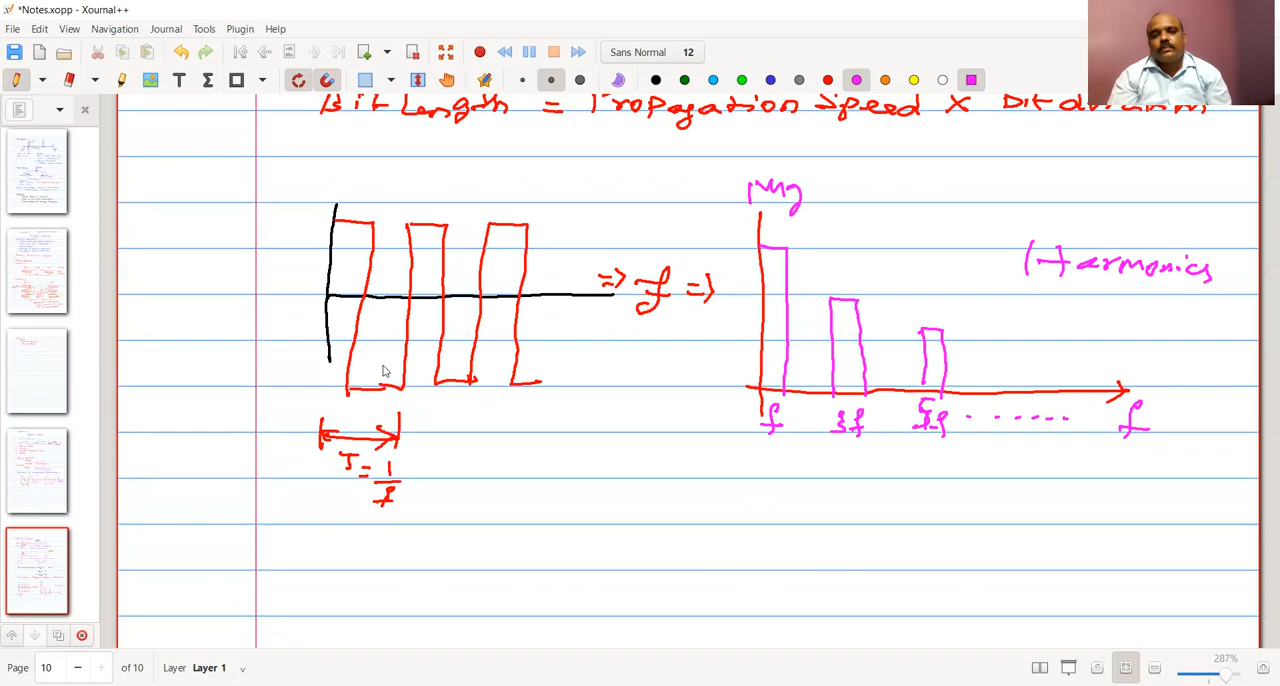 *Notes.xopp - Xournal++
File Edit View Navigation Journal Tools Plugin Help
Sans Normal 12
Bit Length = Propagation Speed x Bit duration
Mag
Harmonics
=> f =>
f 3f 5f ....... f
T = 1/f
Page 10 of 10 Layer Layer 1 287%